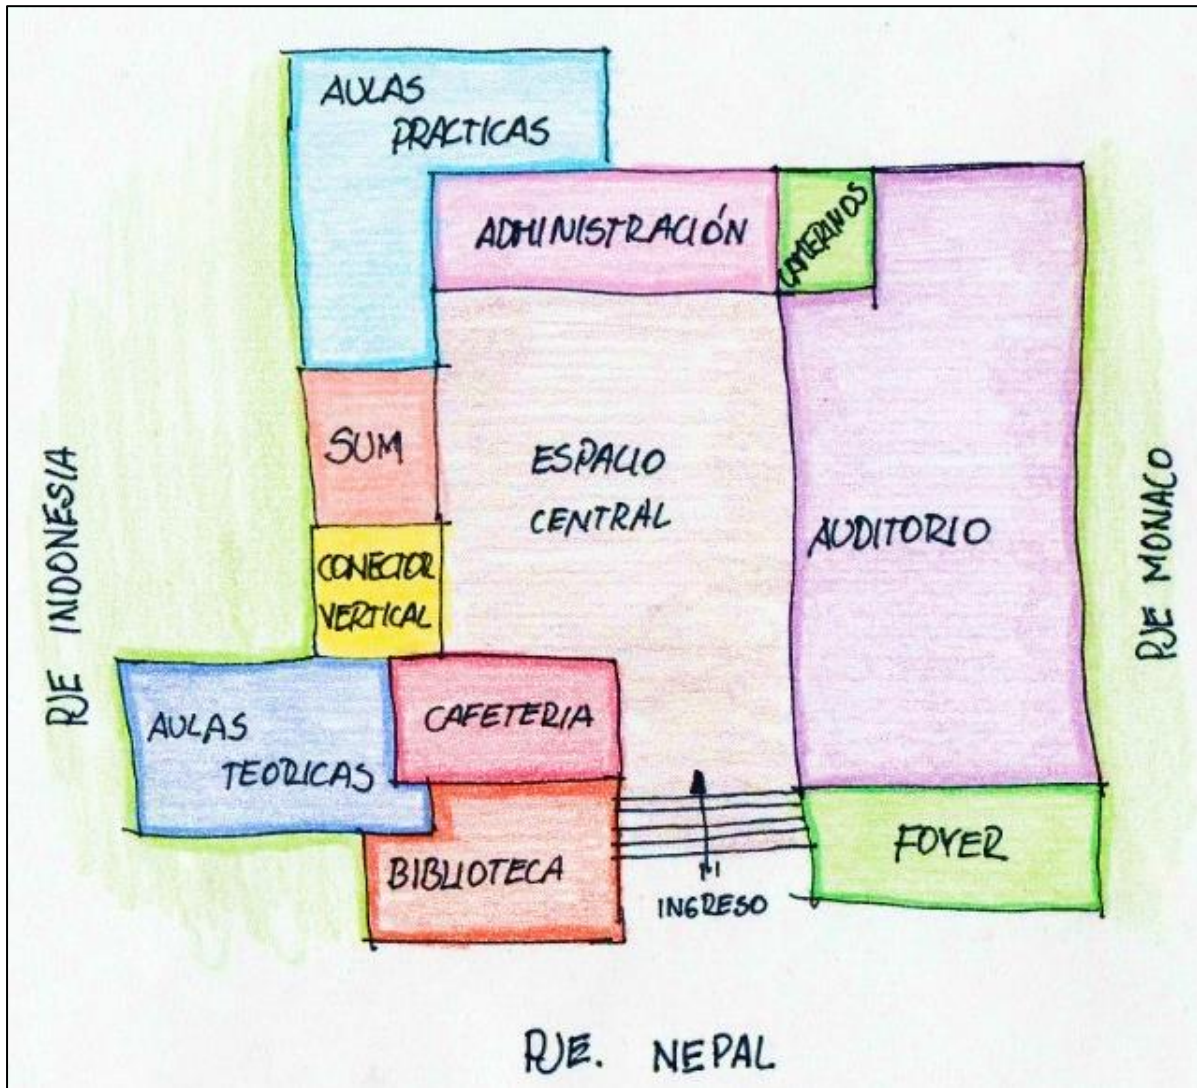 AULAS
PRACTICAS
ADMINISTRACIÓN
CAMERINOS
SUM
ESPACIO
CENTRAL
AUDITORIO
CONECTOR
VERTICAL
PJE INDONESIA
PJE MONACO
AULAS
TEORICAS
CAFETERIA
BIBLIOTECA
FOYER
INGRESO
PJE. NEPAL